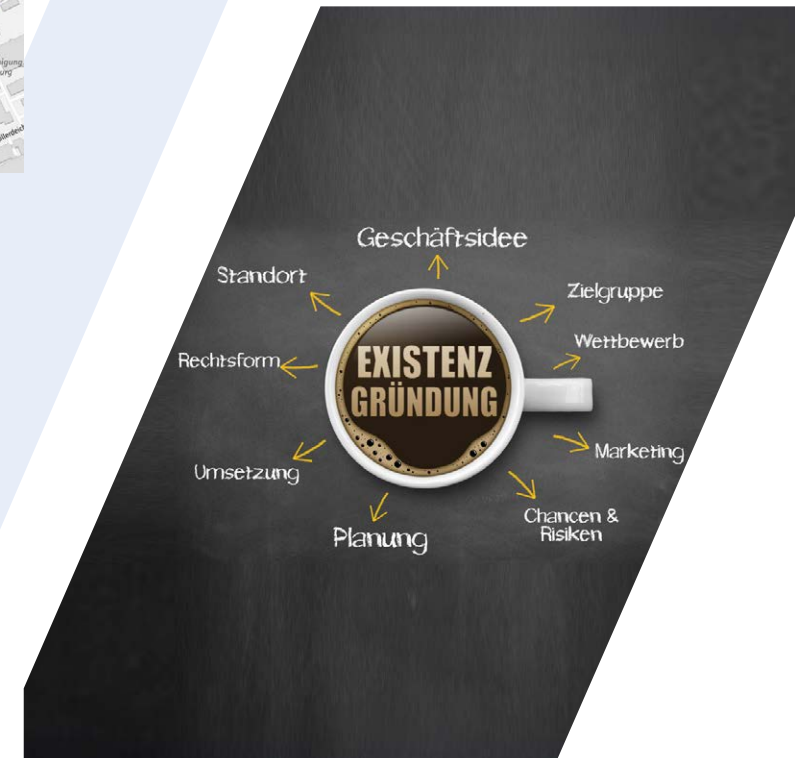 Geschäftsidee
Standort
Zielgruppe
Wettbewerb
Rechtsform
EXISTENZ
GRÜNDUNG
Marketing
Umsetzung
Chancen &
Risiken
Planung